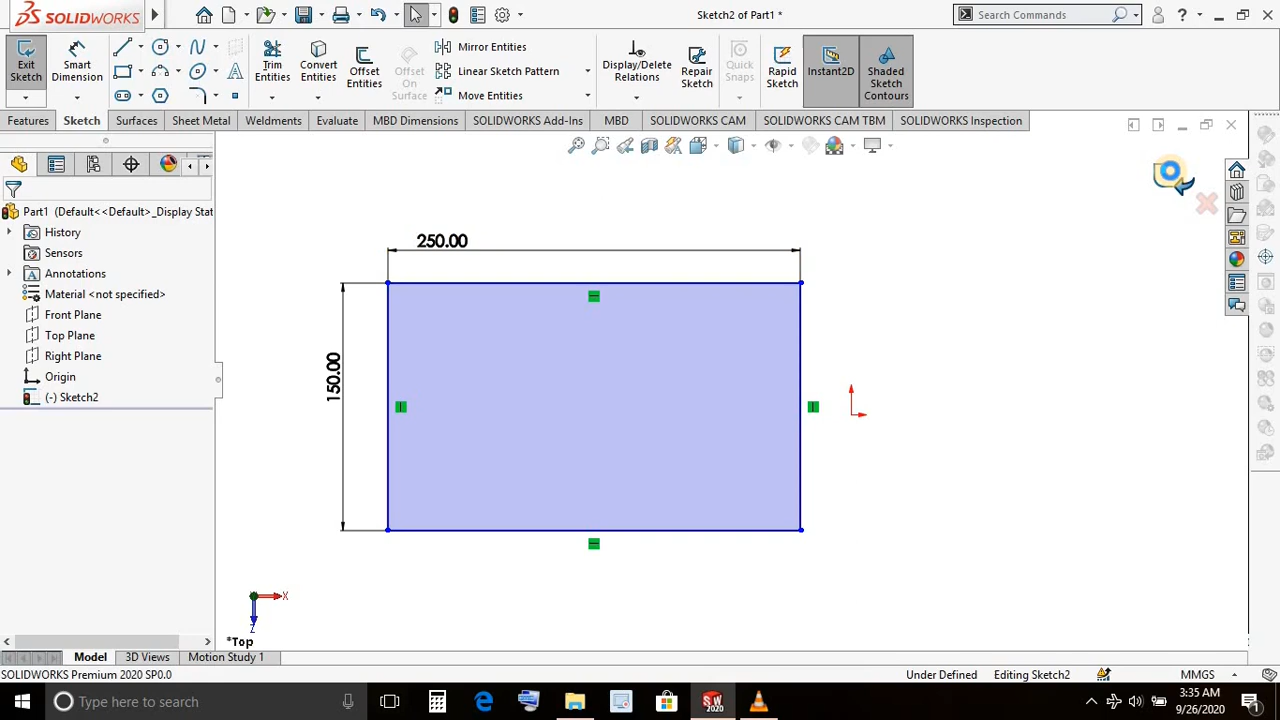 SOLIDWORKS
Sketch2 of Part1 *
Search Commands
Exit Sketch
Smart Dimension
Trim Entities
Convert Entities
Offset Entities
Offset On Surface
Mirror Entities
Linear Sketch Pattern
Move Entities
Display/Delete Relations
Repair Sketch
Quick Snaps
Rapid Sketch
Instant2D
Shaded Sketch Contours
Features
Sketch
Surfaces
Sheet Metal
Weldments
Evaluate
MBD Dimensions
SOLIDWORKS Add-Ins
MBD
SOLIDWORKS CAM
SOLIDWORKS CAM TBM
SOLIDWORKS Inspection
Part1 (Default<<Default>_Display Stat
History
Sensors
Annotations
Material <not specified>
Front Plane
Top Plane
Right Plane
Origin
(-) Sketch2
250.00
150.00
X
Z
*Top
Model
3D Views
Motion Study 1
SOLIDWORKS Premium 2020 SP0.0
Under Defined
Editing Sketch2
MMGS
Type here to search
SW
2020
3:35 AM
9/26/2020
1